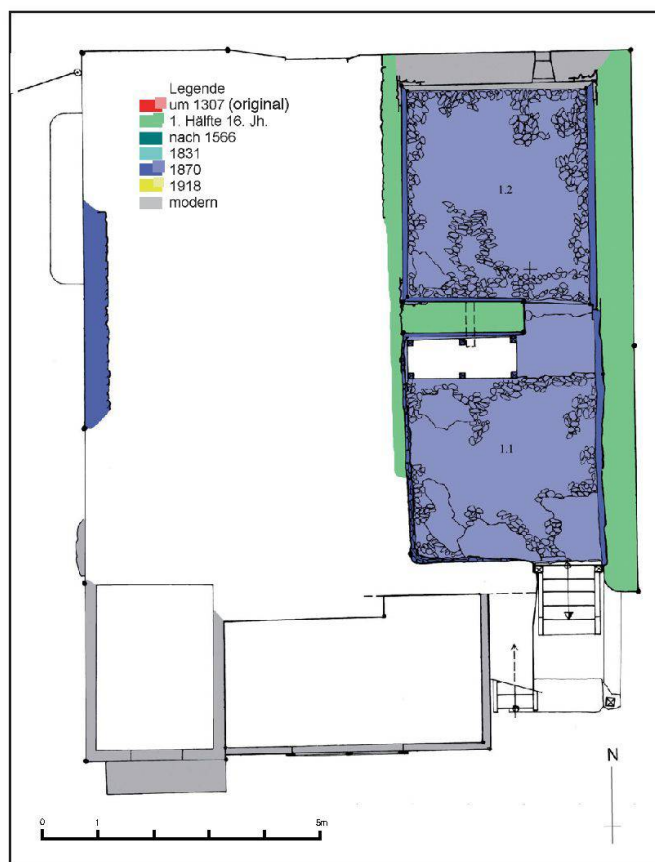 Legende
um 1307 (original)
1. Hälfte 16. Jh.
nach 1566
1831
1870
1918
modern
1.2
1.1
N
0 1 5m